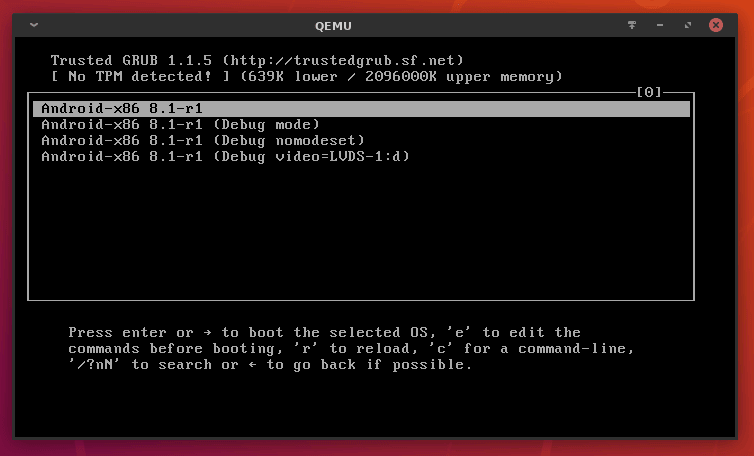 QEMU
Trusted GRUB 1.1.5 (http://trustedgrub.sf.net)
[ No TPM detected! ] (639K lower / 2096000K upper memory)
[0]
Android-x86 8.1-r1
Android-x86 8.1-r1 (Debug mode)
Android-x86 8.1-r1 (Debug nomodeset)
Android-x86 8.1-r1 (Debug video=LVDS-1:d)
Press enter or → to boot the selected OS, 'e' to edit the
commands before booting, 'r' to reload, 'c' for a command-line,
'/?nN' to search or ← to go back if possible.